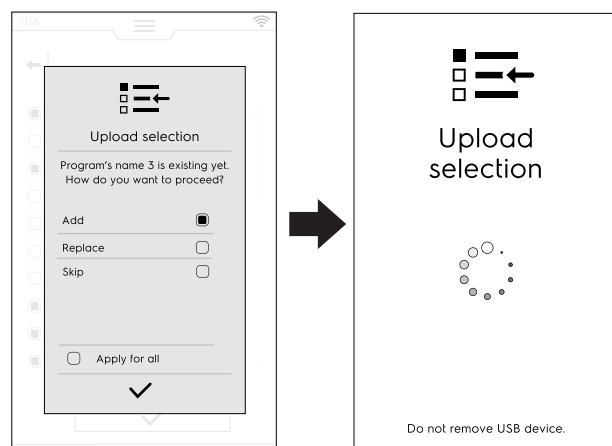 USB
Upload selection
Program's name 3 is existing yet.
How do you want to proceed?
Add
Replace
Skip
Apply for all
Upload
selection
Do not remove USB device.